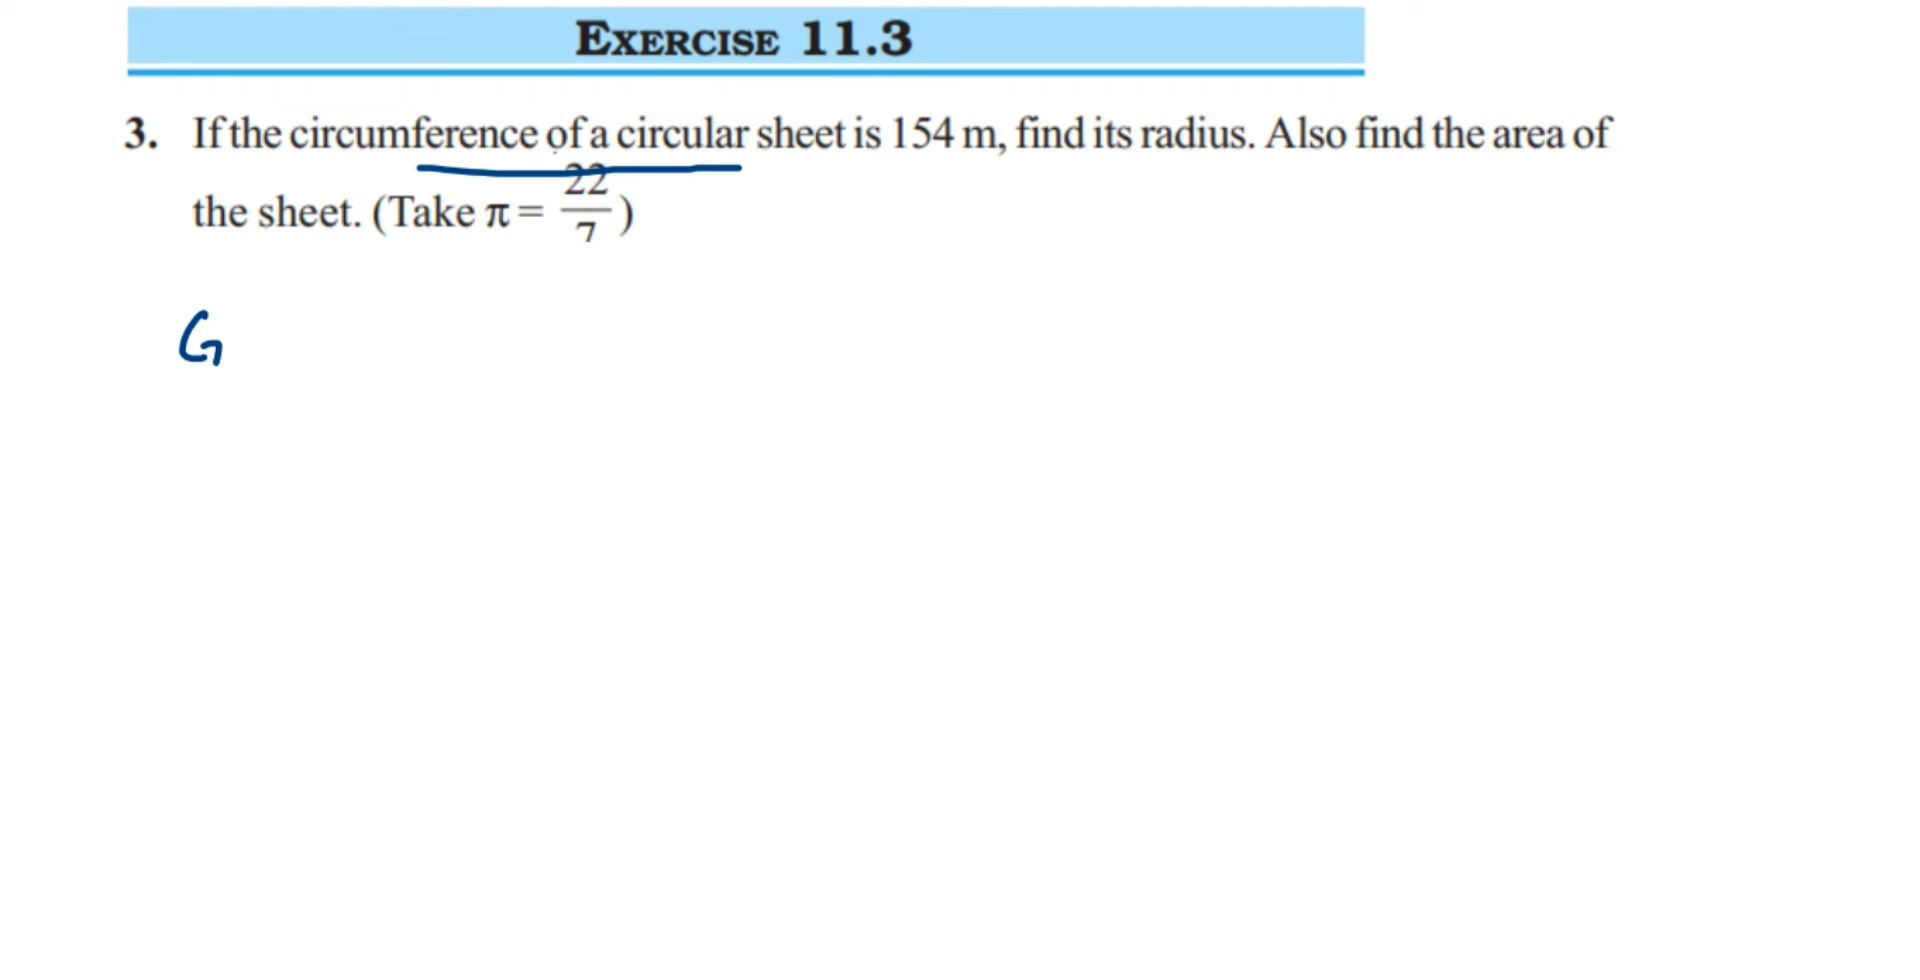 EXERCISE 11.3
3. If the circumference of a circular sheet is 154 m, find its radius. Also find the area of
the sheet. (Take π = 22/7)
G